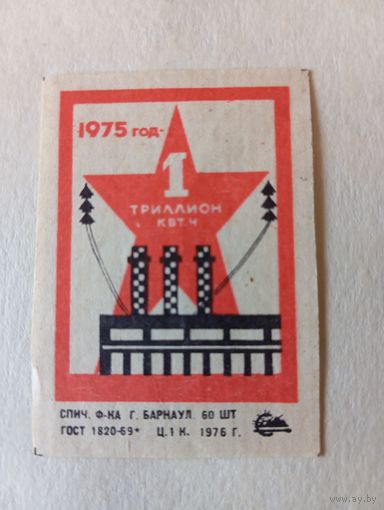 1975 год-
1
ТРИЛЛИОН
КВТ.Ч
СПИЧ. Ф-КА Г. БАРНАУЛ. 60 ШТ
ГОСТ 1820-69* Ц.1 К. 1976 Г.
www.ay.by